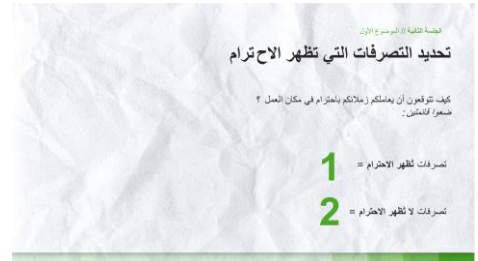 الجلسة الثانية // الموضوع الأول
تحديد التصرفات التي تظهر الاحترام
كيف تتوقعون أن يعاملكم زملائكم باحترام في مكان العمل ؟
ضعوا قائمتين :
تصرفات تُظهر الاحترام = 1
تصرفات لا تُظهر الاحترام = 2